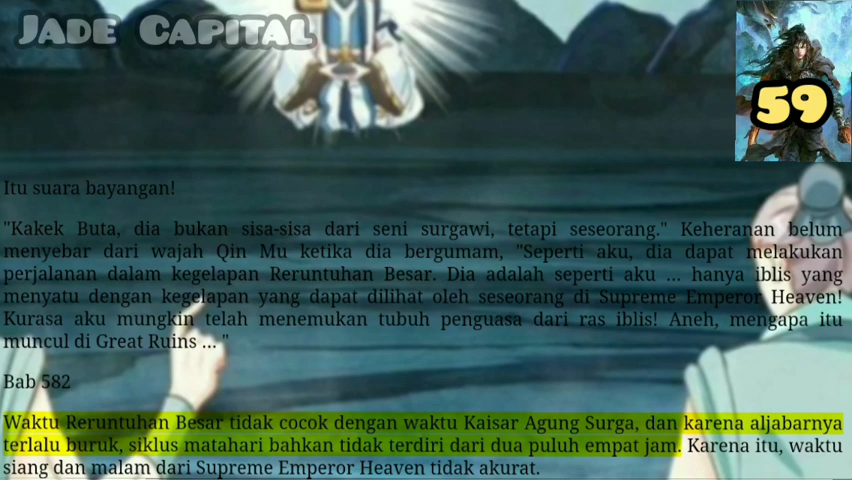 JADE CAPITAL
59
Itu suara bayangan!
"Kakek Buta, dia bukan sisa-sisa dari seni surgawi, tetapi seseorang." Keheranan belum
menyebar dari wajah Qin Mu ketika dia bergumam, "Seperti aku, dia dapat melakukan
perjalanan dalam kegelapan Reruntuhan Besar. Dia adalah seperti aku ... hanya iblis yang
menyatu dengan kegelapan yang dapat dilihat oleh seseorang di Supreme Emperor Heaven!
Kurasa aku mungkin telah menemukan tubuh penguasa dari ras iblis! Aneh, mengapa itu
muncul di Great Ruins ... "
Bab 582
Waktu Reruntuhan Besar tidak cocok dengan waktu Kaisar Agung Surga, dan karena aljabarnya
terlalu buruk, siklus matahari bahkan tidak terdiri dari dua puluh empat jam. Karena itu, waktu
siang dan malam dari Supreme Emperor Heaven tidak akurat.